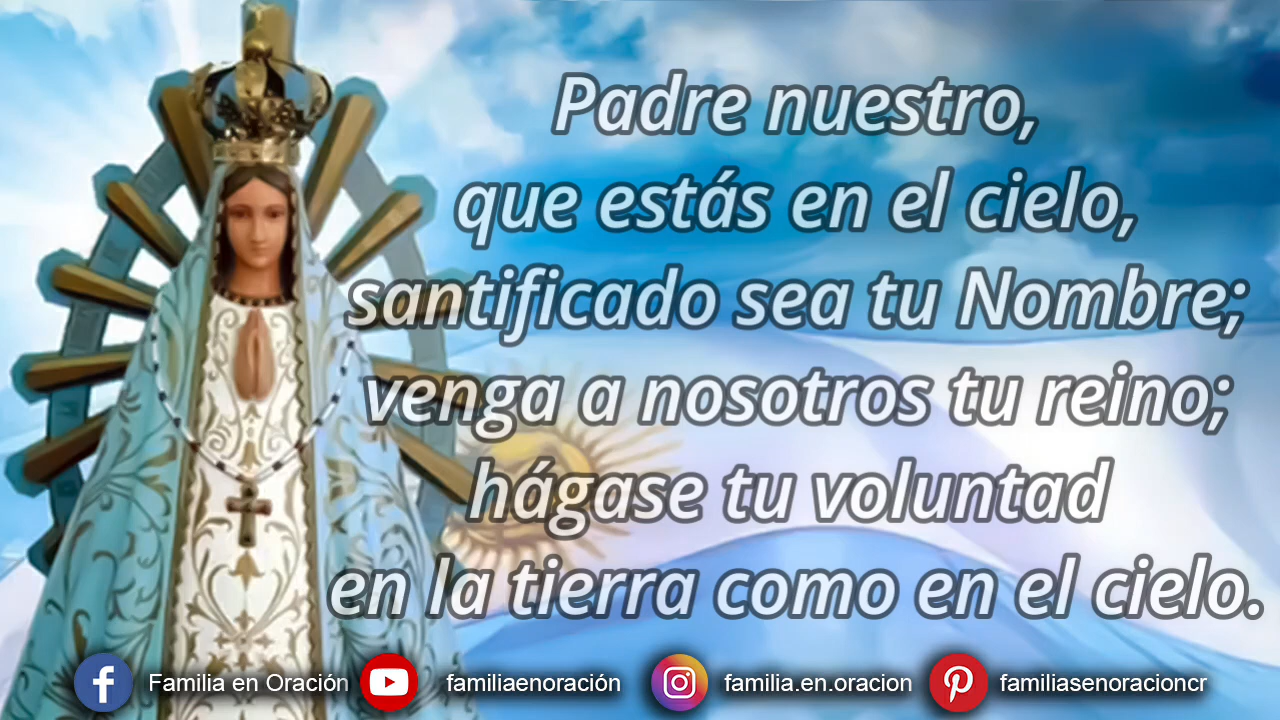 Padre nuestro,
que estás en el cielo,
santificado sea tu Nombre;
venga a nosotros tu reino;
hágase tu voluntad
en la tierra como en el cielo.
Familia en Oración familiaenoración familia.en.oracion familiasenoracioncr